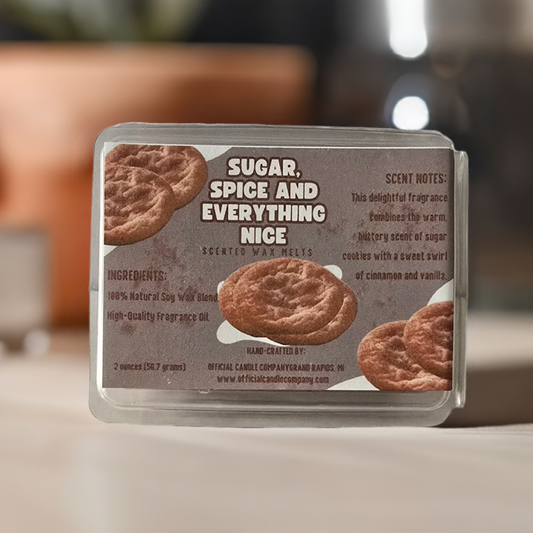 SUGAR,
SPICE AND
EVERYTHING
NICE
SCENTED WAX MELTS
SCENT NOTES:
This delightful fragrance
combines the warm,
buttery scent of sugar
cookies with a sweet swirl
of cinnamon and vanilla.
INGREDIENTS:
100% Natural Soy Wax Blend,
High-Quality Fragrance Oil.
2 ounces (56.7 grams)
HAND-CRAFTED BY:
OFFICIAL CANDLE COMPANYGRAND RAPIDS, MI
www.officialcandlecompany.com